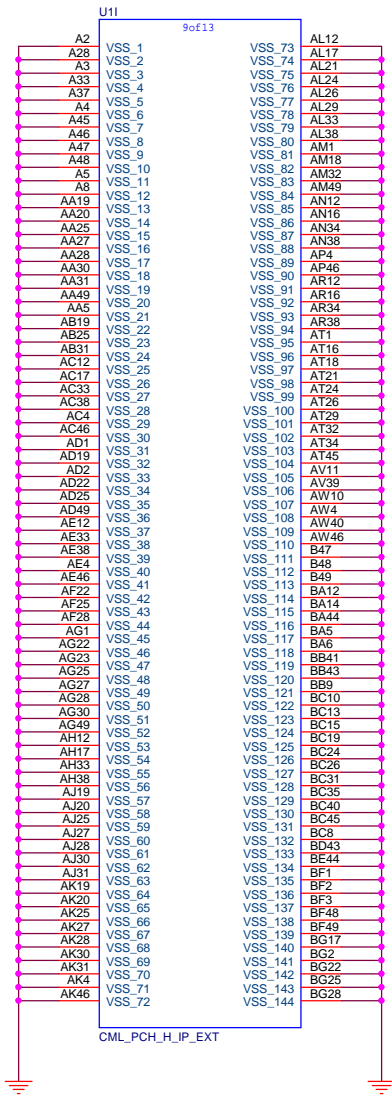 U1I
9of13
A2 VSS_1 VSS_73 AL12
A28 VSS_2 VSS_74 AL17
A3 VSS_3 VSS_75 AL21
A33 VSS_4 VSS_76 AL24
A37 VSS_5 VSS_77 AL26
A4 VSS_6 VSS_78 AL29
A45 VSS_7 VSS_79 AL33
A46 VSS_8 VSS_80 AL38
A47 VSS_9 VSS_81 AM1
A48 VSS_10 VSS_82 AM18
A5 VSS_11 VSS_83 AM32
A8 VSS_12 VSS_84 AM49
AA19 VSS_13 VSS_85 AN12
AA20 VSS_14 VSS_86 AN16
AA25 VSS_15 VSS_87 AN34
AA27 VSS_16 VSS_88 AN38
AA28 VSS_17 VSS_89 AP4
AA30 VSS_18 VSS_90 AP46
AA31 VSS_19 VSS_91 AR12
AA49 VSS_20 VSS_92 AR16
AA5 VSS_21 VSS_93 AR34
AB19 VSS_22 VSS_94 AR38
AB25 VSS_23 VSS_95 AT1
AB31 VSS_24 VSS_96 AT16
AC12 VSS_25 VSS_97 AT18
AC17 VSS_26 VSS_98 AT21
AC33 VSS_27 VSS_99 AT24
AC38 VSS_28 VSS_100 AT26
AC4 VSS_29 VSS_101 AT29
AC46 VSS_30 VSS_102 AT32
AD1 VSS_31 VSS_103 AT34
AD19 VSS_32 VSS_104 AT45
AD2 VSS_33 VSS_105 AV11
AD22 VSS_34 VSS_106 AV39
AD25 VSS_35 VSS_107 AW10
AD49 VSS_36 VSS_108 AW4
AE12 VSS_37 VSS_109 AW40
AE33 VSS_38 VSS_110 AW46
AE38 VSS_39 VSS_111 B47
AE4 VSS_40 VSS_112 B48
AE46 VSS_41 VSS_113 B49
AF22 VSS_42 VSS_114 BA12
AF25 VSS_43 VSS_115 BA14
AF28 VSS_44 VSS_116 BA44
AG1 VSS_45 VSS_117 BA5
AG22 VSS_46 VSS_118 BA6
AG23 VSS_47 VSS_119 BB41
AG25 VSS_48 VSS_120 BB43
AG27 VSS_49 VSS_121 BB9
AG28 VSS_50 VSS_122 BC10
AG30 VSS_51 VSS_123 BC13
AG49 VSS_52 VSS_124 BC15
AH12 VSS_53 VSS_125 BC19
AH17 VSS_54 VSS_126 BC24
AH33 VSS_55 VSS_127 BC26
AH38 VSS_56 VSS_128 BC31
AJ19 VSS_57 VSS_129 BC35
AJ20 VSS_58 VSS_130 BC40
AJ25 VSS_59 VSS_131 BC45
AJ27 VSS_60 VSS_132 BC8
AJ28 VSS_61 VSS_133 BD43
AJ30 VSS_62 VSS_134 BE44
AJ31 VSS_63 VSS_135 BF1
AK19 VSS_64 VSS_136 BF2
AK20 VSS_65 VSS_137 BF3
AK25 VSS_66 VSS_138 BF48
AK27 VSS_67 VSS_139 BF49
AK28 VSS_68 VSS_140 BG17
AK30 VSS_69 VSS_141 BG2
AK31 VSS_70 VSS_142 BG22
AK4 VSS_71 VSS_143 BG25
AK46 VSS_72 VSS_144 BG28
CML_PCH_H_IP_EXT